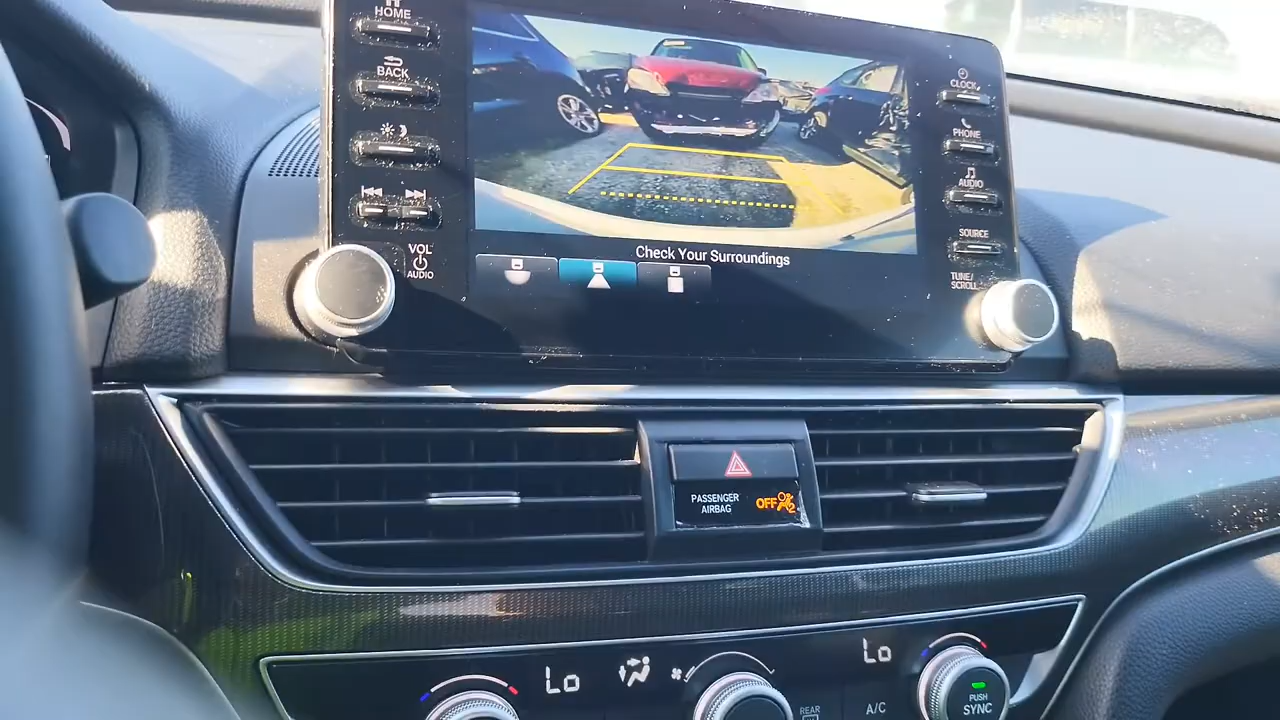 HOME
BACK
VOL
AUDIO
CLOCK
PHONE
AUDIO
SOURCE
TUNE/
SCROLL
Check Your Surroundings
PASSENGER
AIRBAG
OFF
2
Lo
Lo
REAR
A/C
PUSH
SYNC